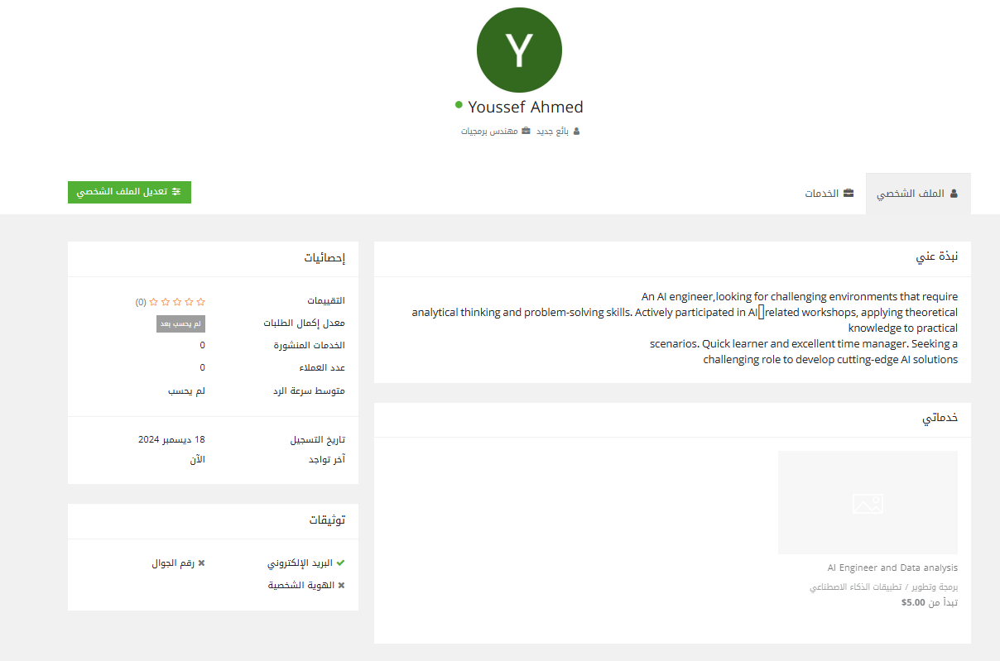 Y
Youssef Ahmed
بائع جديد مهندس برمجيات
الملف الشخصي
الخدمات
تعديل الملف الشخصي
نبذة عني
An AI engineer,looking for challenging environments that require
analytical thinking and problem-solving skills. Actively participated in AI▯related workshops, applying theoretical
knowledge to practical
scenarios. Quick learner and excellent time manager. Seeking a
challenging role to develop cutting-edge AI solutions
خدماتي
AI Engineer and Data analysis
برمجة وتطوير / تطبيقات الذكاء الاصطناعي
تبدأ من $5.00
إحصائيات
التقييمات (0)
معدل إكمال الطلبات لم يحسب بعد
الخدمات المنشورة 0
عدد العملاء 0
متوسط سرعة الرد لم يحسب
تاريخ التسجيل 18 ديسمبر 2024
آخر تواجد الآن
توثيقات
البريد الإلكتروني رقم الجوال
الهوية الشخصية